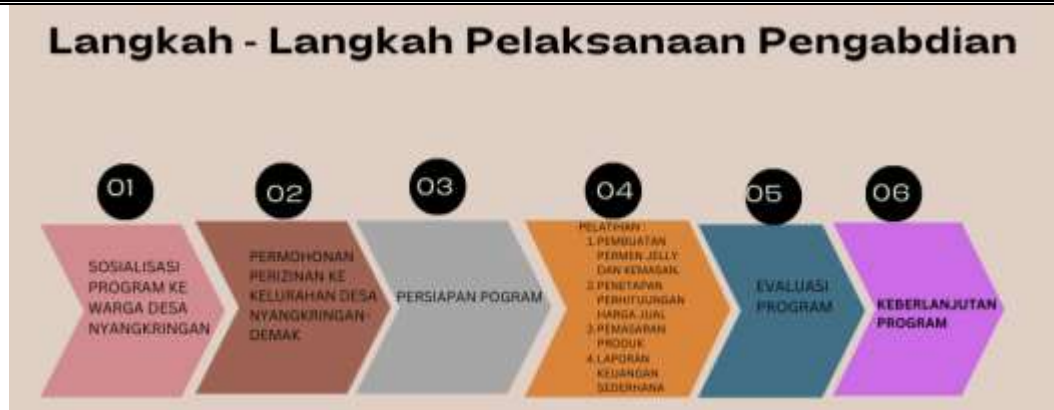 Langkah - Langkah Pelaksanaan Pengabdian
01
SOSIALISASI
PROGRAM KE
WARGA DESA
NYANGKRINGAN
02
PERMOHONAN
PERIZINAN KE
KELURAHAN DESA
NYANGKRINGAN-
DEMAK
03
PERSIAPAN POGRAM
04
PELATIHAN :
1. PEMBUATAN
PERMEN JELLY
DAN KEMASAN.
2. PENETAPAN
PERHITUUNGAN
HARGA JUAL
3. PEMASARAN
PRODUK
4. LAPORAN
KEUANGAN
SEDERHANA
05
EVALUASI
PROGRAM
06
KEBERLANJUTAN
PROGRAM